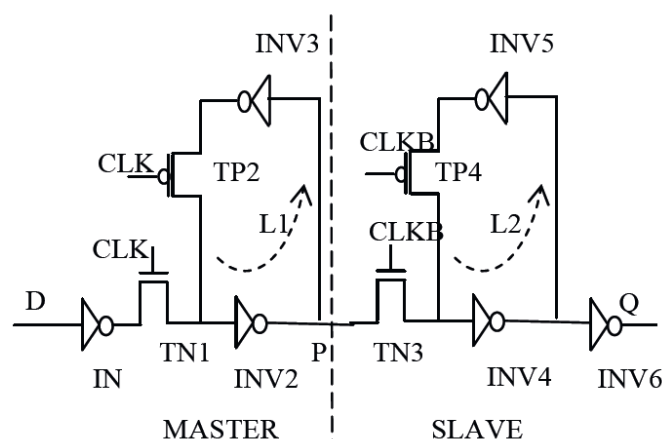 INV3
INV5
CLK
TP2
CLKB
TP4
L1
L2
CLK
CLKB
D
Q
IN
TN1
INV2
P
TN3
INV4
INV6
MASTER
SLAVE